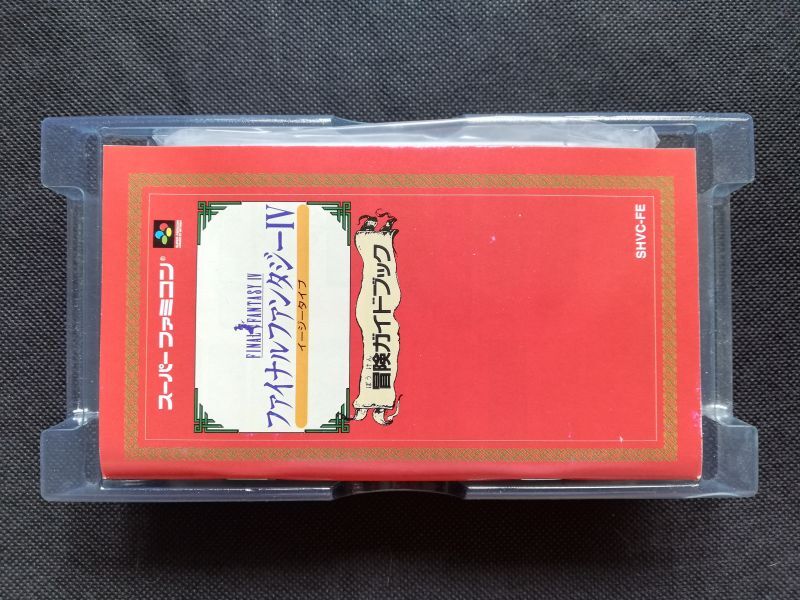 スーパーファミコン®
FINAL FANTASY IV
ファイナルファンタジーIV
イージータイプ
ぼうけん
冒険ガイドブック
SHVC-FE